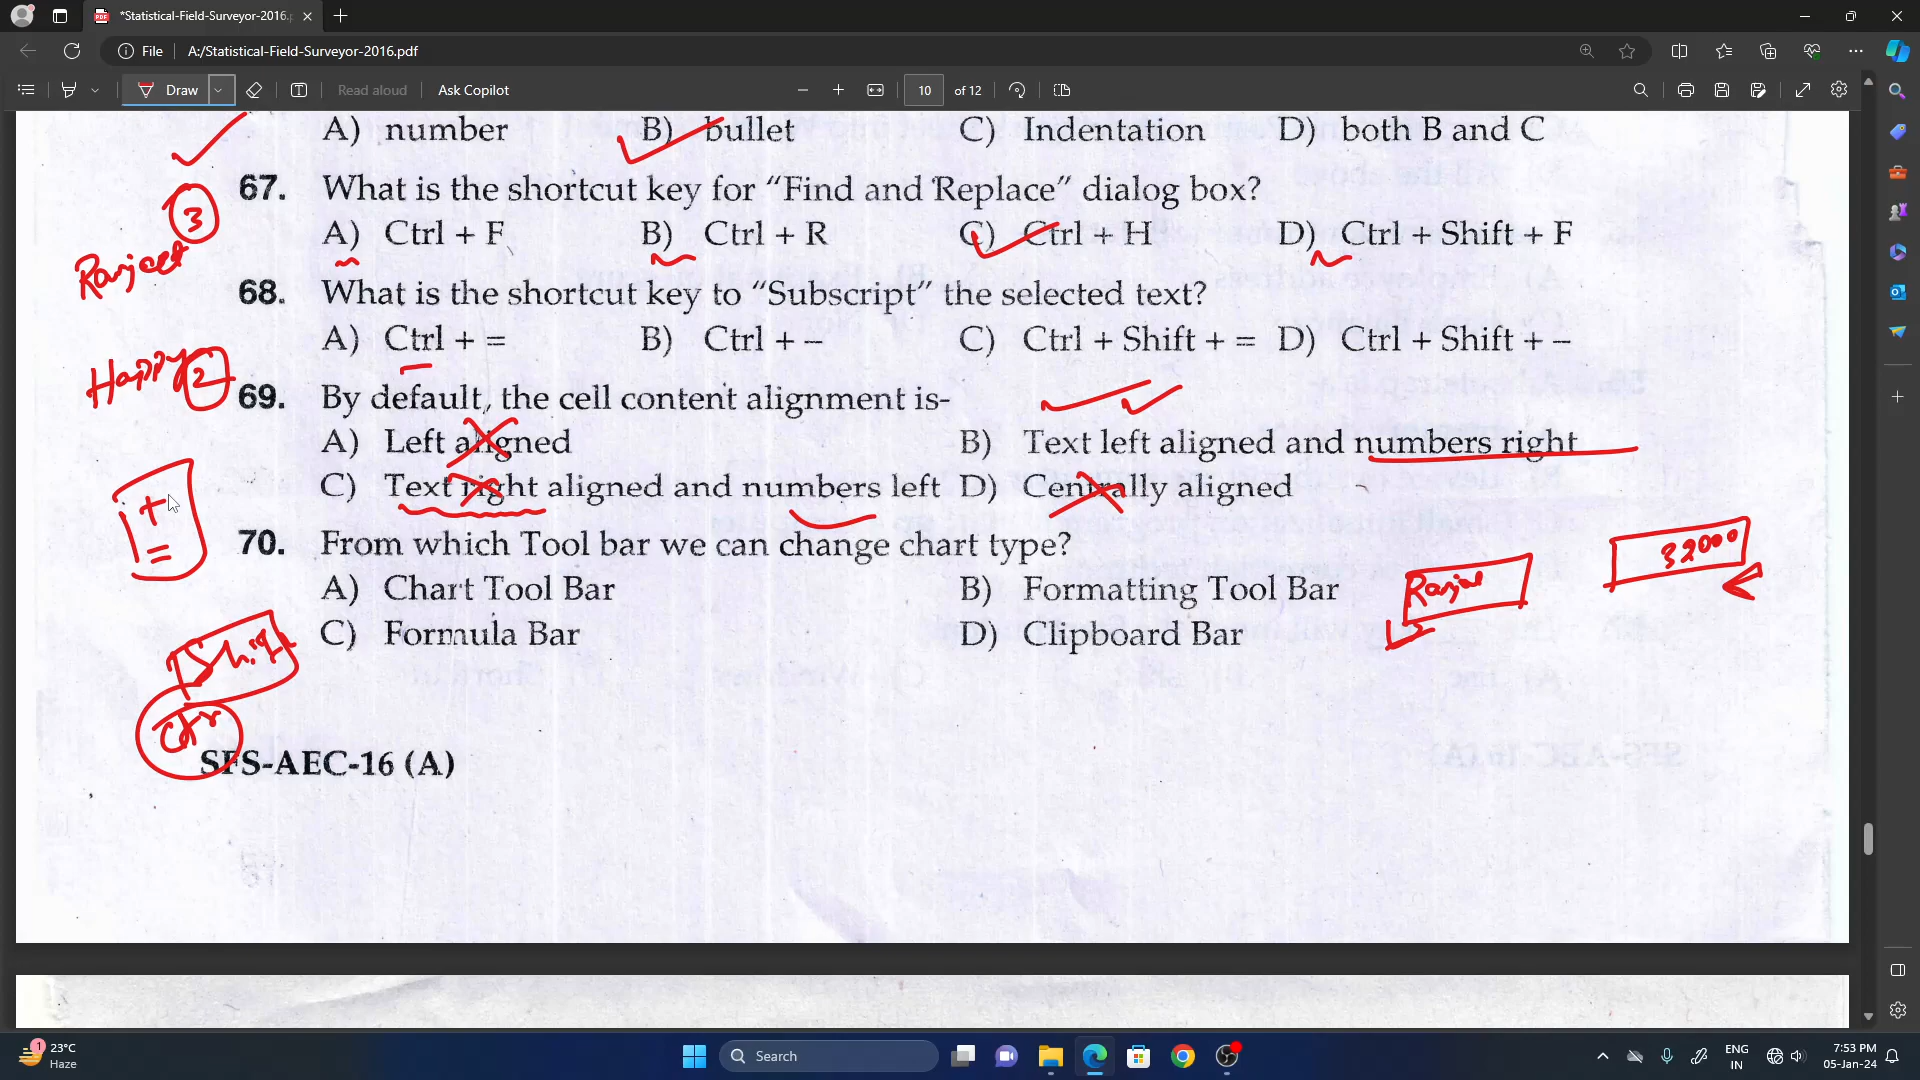 *Statistical-Field-Surveyor-2016.p
File A:/Statistical-Field-Surveyor-2016.pdf
Draw Read aloud Ask Copilot 10 of 12
A) number B) bullet C) Indentation D) both B and C
67. What is the shortcut key for “Find and Replace” dialog box?
3
A) Ctrl + F B) Ctrl + R C) Ctrl + H D) Ctrl + Shift + F
Ranjeet
68. What is the shortcut key to “Subscript” the selected text?
A) Ctrl + = B) Ctrl + – C) Ctrl + Shift + = D) Ctrl + Shift + –
Happy 2
69. By default, the cell content alignment is-
A) Left aligned B) Text left aligned and numbers right
C) Text right aligned and numbers left D) Centrally aligned
+
=
70. From which Tool bar we can change chart type?
32000
A) Chart Tool Bar B) Formatting Tool Bar
C) Formula Bar D) Clipboard Bar
SFS-AEC-16 (A)
1 23°C
Haze
Search
ENG
IN
7:53 PM
05-Jan-24